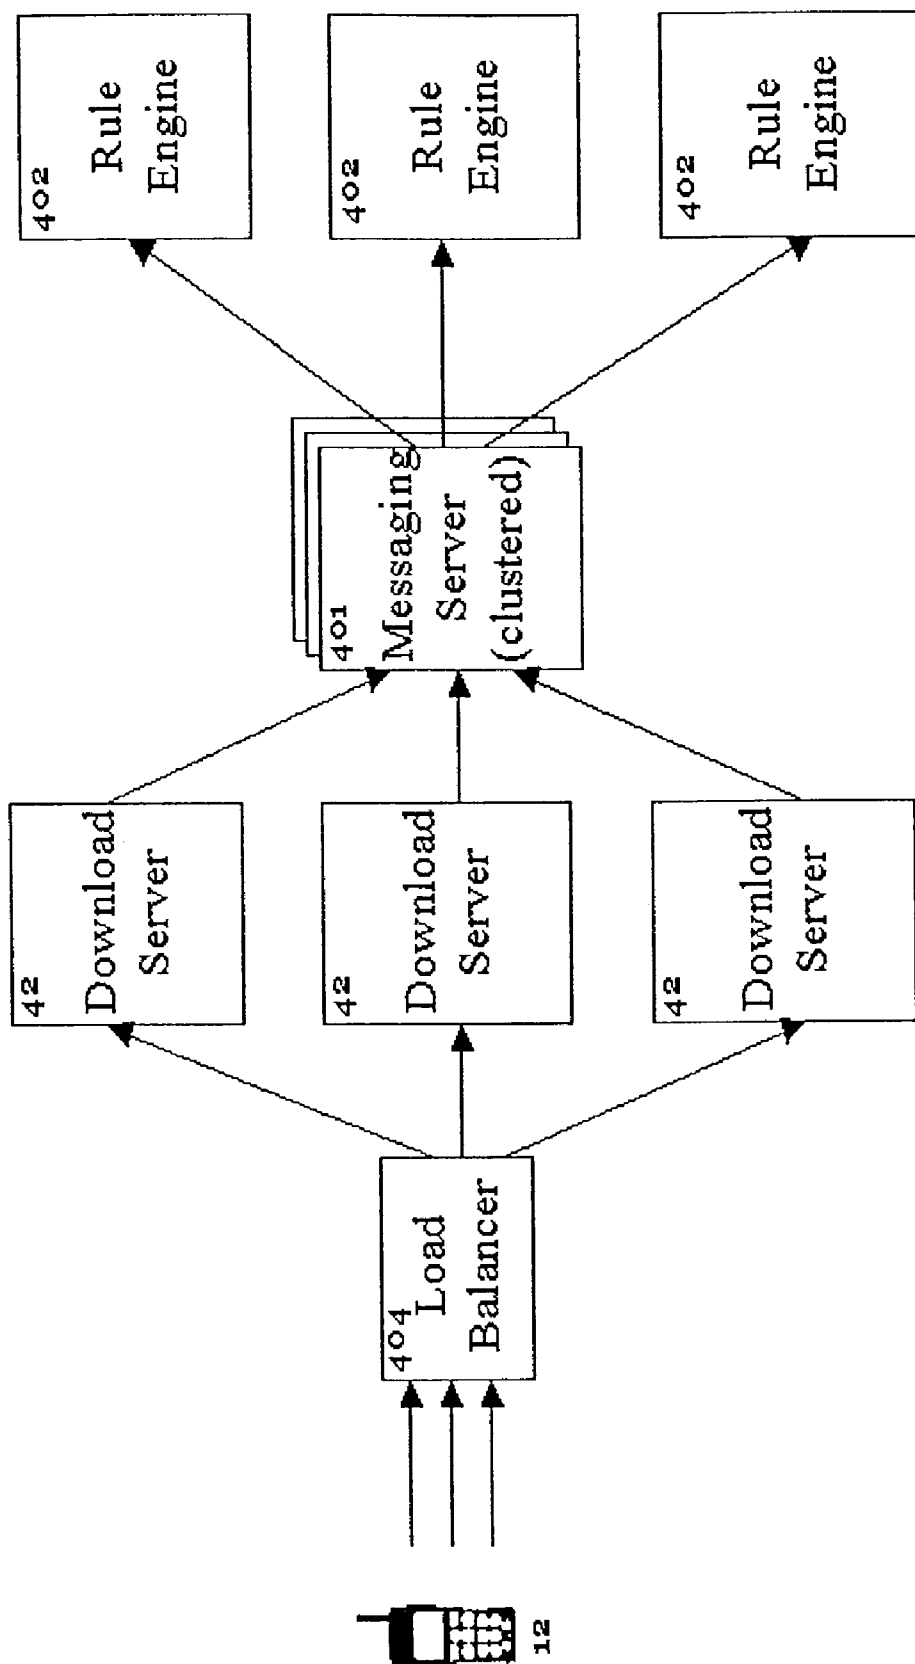 12
404
Load
Balancer
42
Download
Server
42
Download
Server
42
Download
Server
401
Messaging
Server
(clustered)
402
Rule
Engine
402
Rule
Engine
402
Rule
Engine